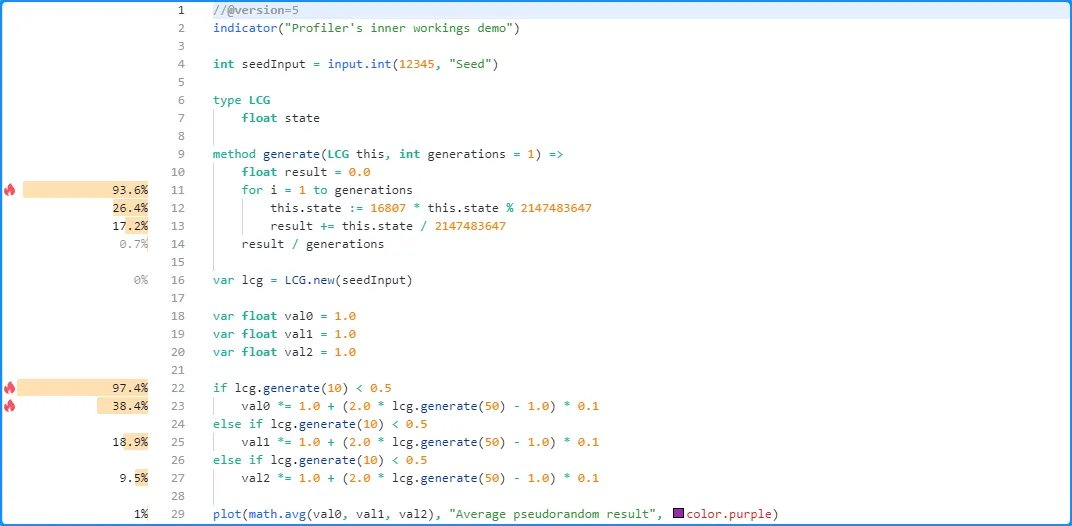 1 //@version=5
2 indicator("Profiler's inner workings demo")
3
4 int seedInput = input.int(12345, "Seed")
5
6 type LCG
7     float state
8
9 method generate(LCG this, int generations = 1) =>
10     float result = 0.0
93.6% 11     for i = 1 to generations
26.4% 12         this.state := 16807 * this.state % 2147483647
17.2% 13         result += this.state / 2147483647
0.7% 14     result / generations
15
0% 16 var lcg = LCG.new(seedInput)
17
18 var float val0 = 1.0
19 var float val1 = 1.0
20 var float val2 = 1.0
21
97.4% 22 if lcg.generate(10) < 0.5
38.4% 23     val0 *= 1.0 + (2.0 * lcg.generate(50) - 1.0) * 0.1
24 else if lcg.generate(10) < 0.5
18.9% 25     val1 *= 1.0 + (2.0 * lcg.generate(50) - 1.0) * 0.1
26 else if lcg.generate(10) < 0.5
9.5% 27     val2 *= 1.0 + (2.0 * lcg.generate(50) - 1.0) * 0.1
28
1% 29 plot(math.avg(val0, val1, val2), "Average pseudorandom result", color.purple)